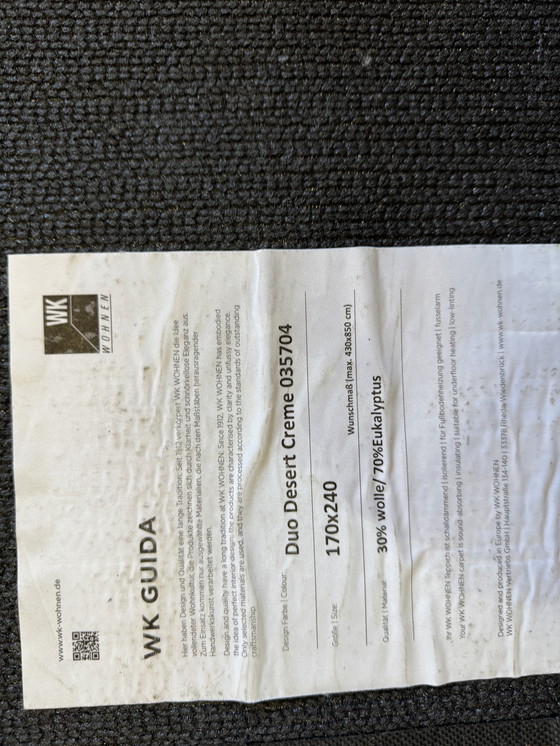 www.wk-wohnen.de
WK
WOHNEN
WK GUIDA
Hier haben Design und Qualität eine lange Tradition: Seit 1912 verkörpert WK WOHNEN die Idee
vollendeter Wohnkultur, die Produkte zeichnen sich durch Klarheit und schnörkellose Eleganz aus.
Zum Einsatz kommen nur ausgewählte Materialien, die nach den Maßstäben herausragender
Handwerkskunst verarbeitet werden.
Design and quality have a long tradition at WK WOHNEN: Since 1912, WK WOHNEN has embodied
the idea of perfect interior design, the products are characterised by clarity and unfussy elegance.
Only selected materials are used, and they are processed according to the standards of outstanding
craftsmanship.
Design Farbe | Colour: Duo Desert Creme 035704
Größe | Size: 170x240 Wunschmaß (max. 430x850 cm)
Qualität | Material: 30% wolle/ 70%Eukalyptus
Ihr WK WOHNEN Teppich ist schalldämmend | isolierend | für Fußbodenheizung geeignet | fusselarm
Your WK WOHNEN carpet is sound-absorbing | insulating | suitable for underfloor heating | low-linting
Designed and produced in Europe by WK WOHNEN
WK WOHNEN Vertriebs GmbH | Hauptstraße 134-140 | 33378 Rheda-Wiedenbrück | www.wk-wohnen.de